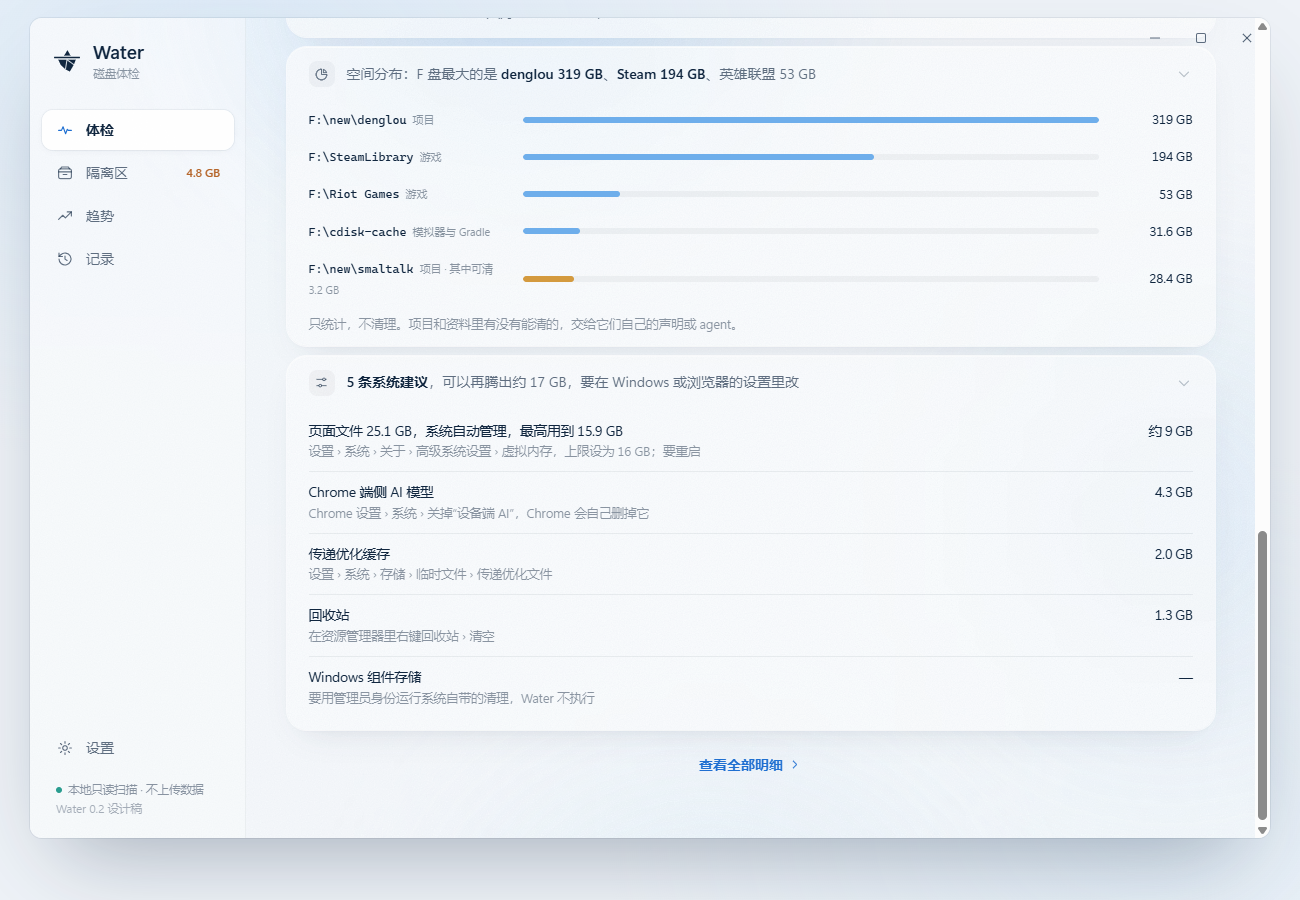 Water
磁盘体检
体检
隔离区 4.8 GB
趋势
记录
设置
本地只读扫描 · 不上传数据
Water 0.2 设计稿
空间分布：F 盘最大的是 denglou 319 GB、Steam 194 GB、英雄联盟 53 GB
F:\new\denglou 项目 319 GB
F:\SteamLibrary 游戏 194 GB
F:\Riot Games 游戏 53 GB
F:\cdisk-cache 模拟器与 Gradle 31.6 GB
F:\new\smaltalk 项目 · 其中可清
3.2 GB
28.4 GB
只统计，不清理。项目和资料里有没有能清的，交给它们自己的声明或 agent。
5 条系统建议，可以再腾出约 17 GB，要在 Windows 或浏览器的设置里改
页面文件 25.1 GB，系统自动管理，最高用到 15.9 GB 约 9 GB
设置 › 系统 › 关于 › 高级系统设置 › 虚拟内存，上限设为 16 GB；要重启
Chrome 端侧 AI 模型 4.3 GB
Chrome 设置 › 系统 › 关掉“设备端 AI”，Chrome 会自己删掉它
传递优化缓存 2.0 GB
设置 › 系统 › 存储 › 临时文件 › 传递优化文件
回收站 1.3 GB
在资源管理器里右键回收站 › 清空
Windows 组件存储 —
要用管理员身份运行系统自带的清理，Water 不执行
查看全部明细